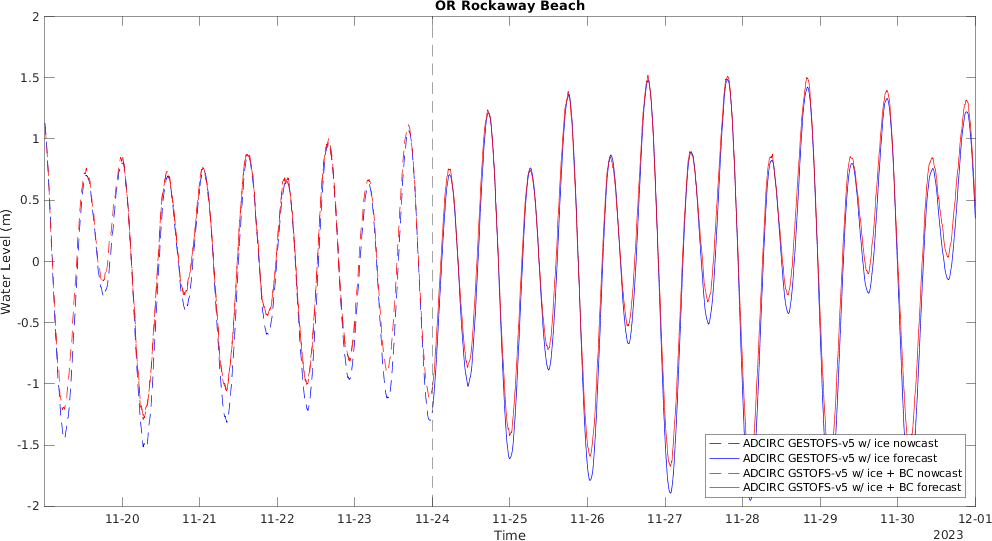 OR Rockaway Beach
2
1.5
1
0.5
0
-0.5
-1
-1.5
-2
Water Level (m)
ADCIRC GESTOFS-v5 w/ ice nowcast
ADCIRC GESTOFS-v5 w/ ice forecast
ADCIRC GSTOFS-v5 w/ ice + BC nowcast
ADCIRC GSTOFS-v5 w/ ice + BC forecast
11-20 11-21 11-22 11-23 11-24 11-25 11-26 11-27 11-28 11-29 11-30 12-01
Time
2023